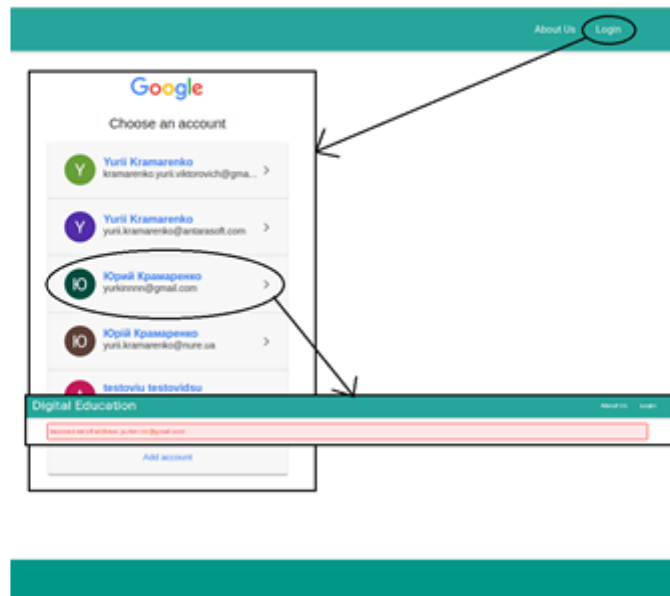 About Us Login
Google
Choose an account
Y Yurii Kramarenko
kramarenko.yurii.viktorovich@gma...
Y Yurii Kramarenko
yurii.kramarenko@antarasoft.com
Ю Юрий Крамаренко
yurkinnnn@gmail.com
Ю Юрій Крамаренко
yurii.kramarenko@nure.ua
testoviu testovidsu
Digital Education About Us Login
Add account